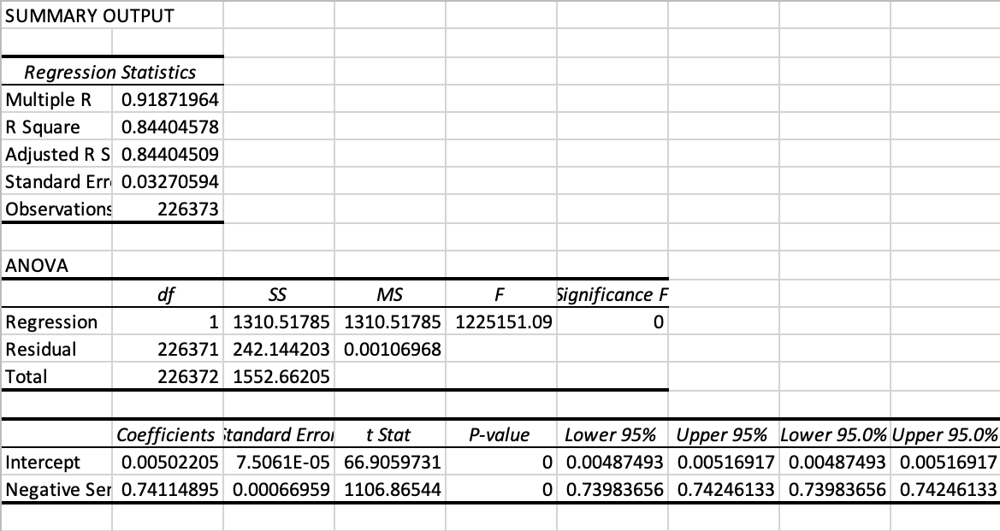 SUMMARY OUTPUT
Regression Statistics
Multiple R 0.91871964
R Square 0.84404578
Adjusted R S 0.84404509
Standard Err 0.03270594
Observations 226373
ANOVA
df SS MS F Significance F
Regression 1 1310.51785 1310.51785 1225151.09 0
Residual 226371 242.144203 0.00106968
Total 226372 1552.66205
Coefficients Standard Error t Stat P-value Lower 95% Upper 95% Lower 95.0% Upper 95.0%
Intercept 0.00502205 7.5061E-05 66.9059731 0 0.00487493 0.00516917 0.00487493 0.00516917
Negative Ser 0.74114895 0.00066959 1106.86544 0 0.73983656 0.74246133 0.73983656 0.74246133